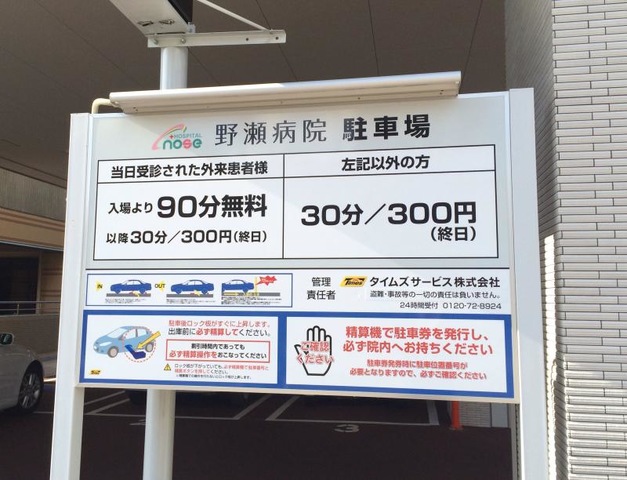 HOSPITAL
nose
野瀬病院 駐車場
当日受診された外来患者様
左記以外の方
入場より 90分無料
以降30分／300円（終日）
30分／300円
（終日）
IN
OUT
管理
責任者
Times
タイムズサービス株式会社
盗難・事故等の一切の責任は負いません。
24時間受付 0120-72-8924
駐車後ロック板がすぐに上昇します。
出庫前に必ず精算してください。
割引時間内であっても
必ず精算操作をおこなってください
ご確認
ください
精算機で駐車券を発行し、
必ず院内へお持ちください
駐車券発券時に駐車位置番号が
必要となりますので、必ずご確認ください